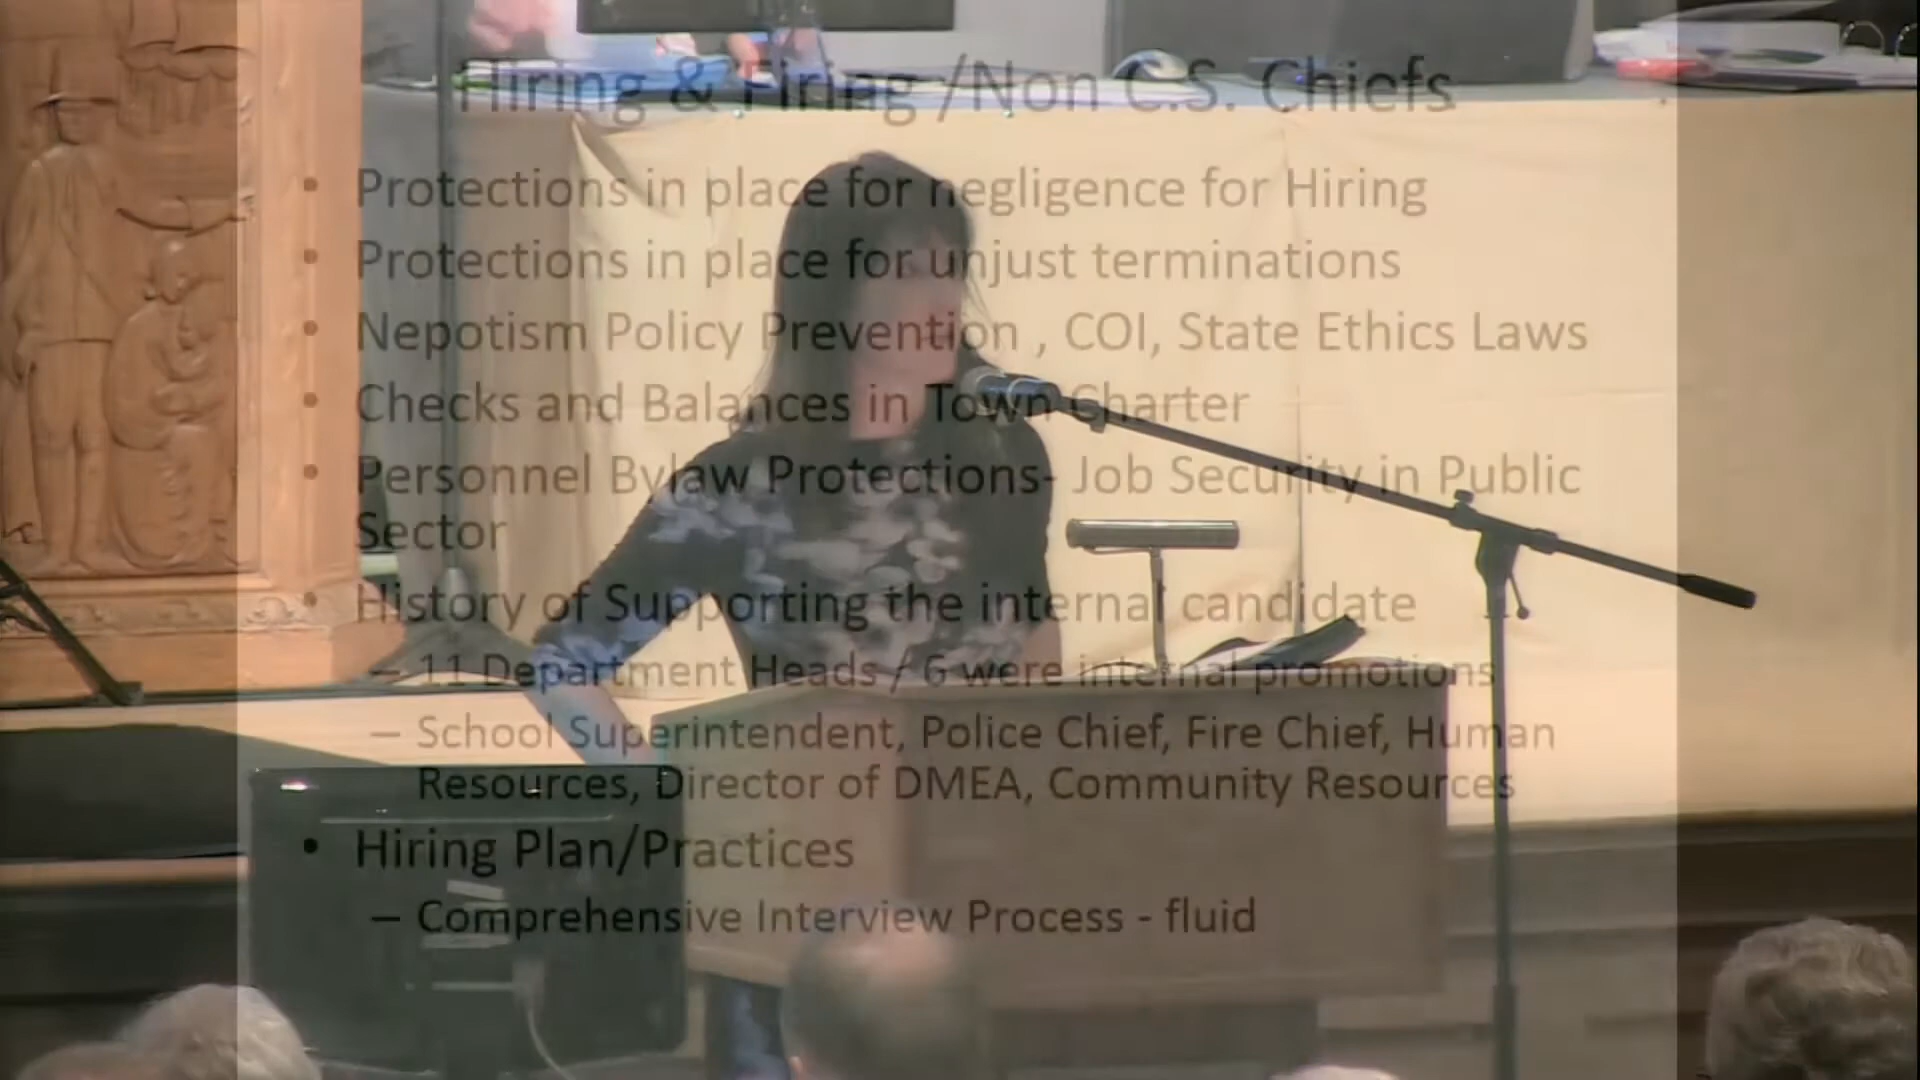 Hiring & Firing /Non C.S. Chiefs
• Protections in place for negligence for Hiring
• Protections in place for unjust terminations
• Nepotism Policy Prevention , COI, State Ethics Laws
• Checks and Balances in Town Charter
• Personnel Bylaw Protections- Job Security in Public
Sector
• History of Supporting the internal candidate
– 11 Department Heads / 6 were internal promotions
– School Superintendent, Police Chief, Fire Chief, Human
Resources, Director of DMEA, Community Resources
• Hiring Plan/Practices
– Comprehensive Interview Process - fluid